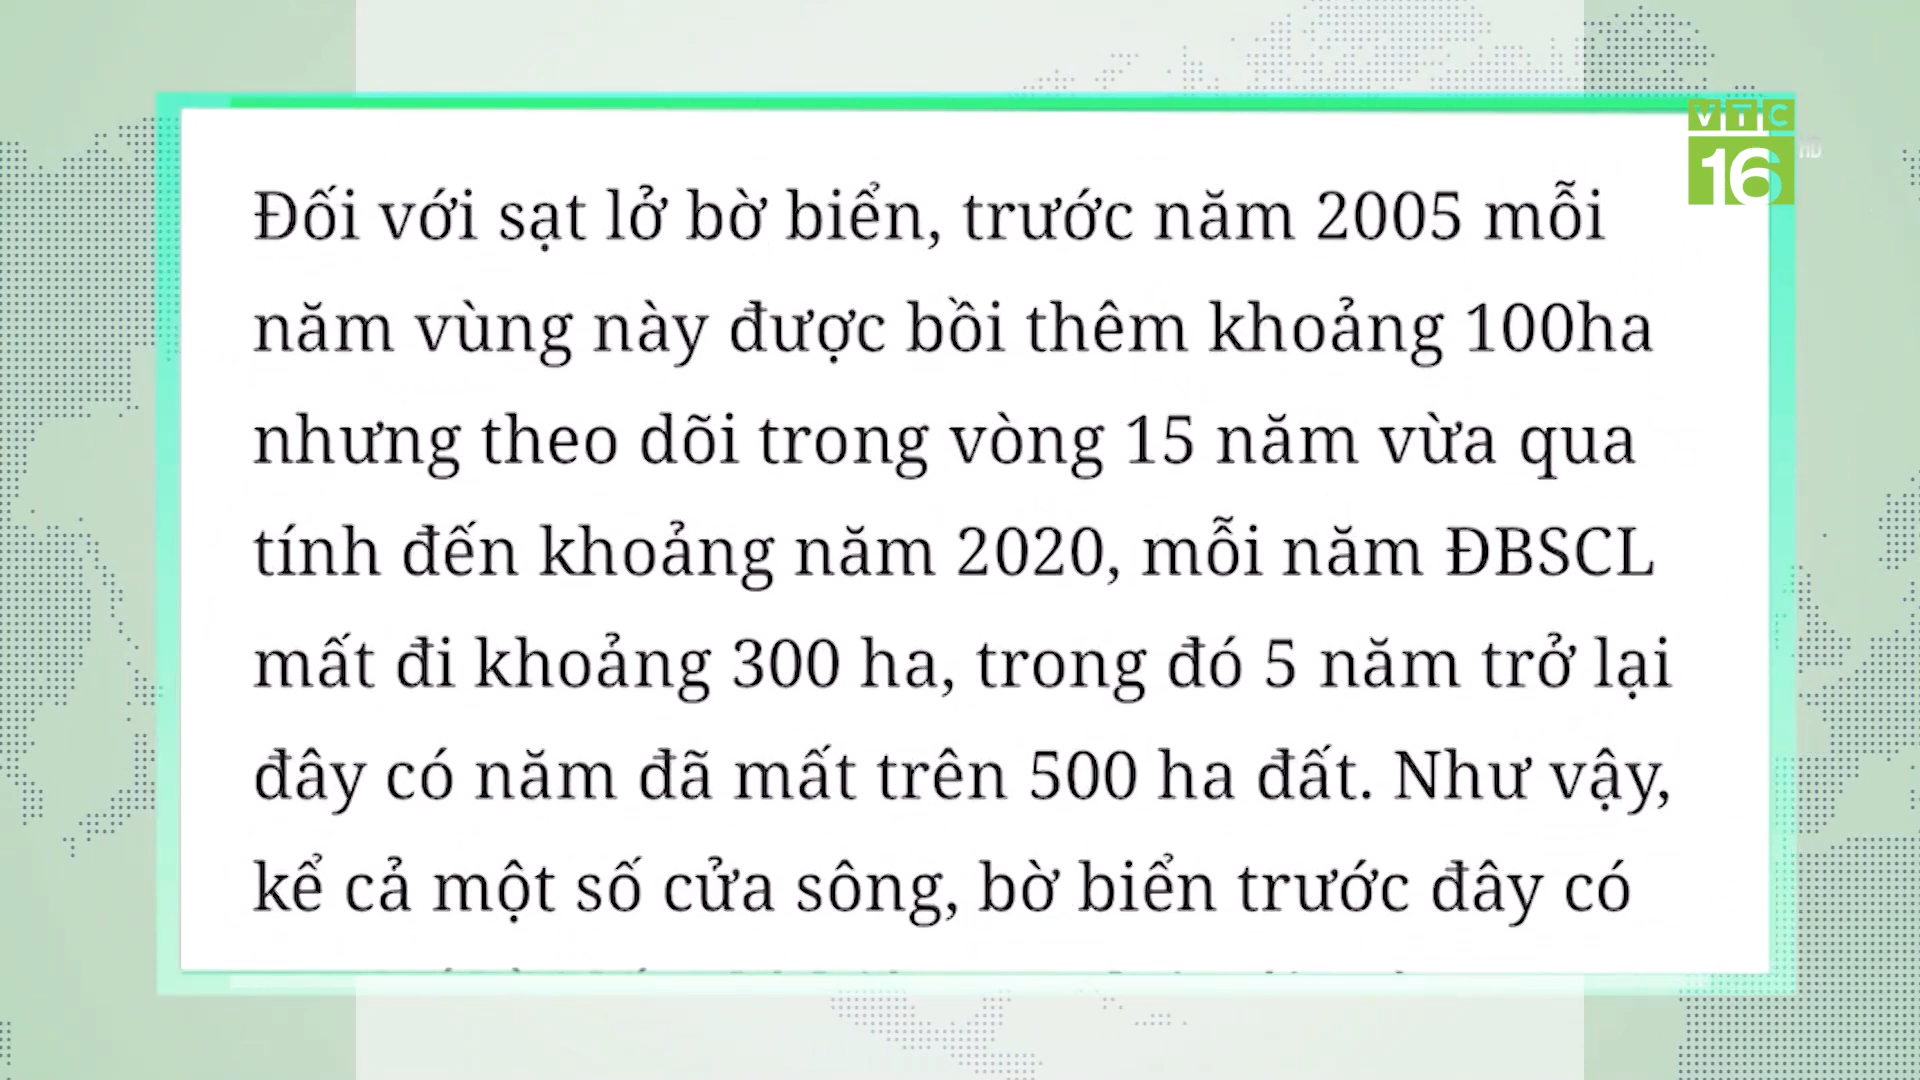 VTC
16
HD
Đối với sạt lở bờ biển, trước năm 2005 mỗi
năm vùng này được bồi thêm khoảng 100ha
nhưng theo dõi trong vòng 15 năm vừa qua
tính đến khoảng năm 2020, mỗi năm ĐBSCL
mất đi khoảng 300 ha, trong đó 5 năm trở lại
đây có năm đã mất trên 500 ha đất. Như vậy,
kể cả một số cửa sông, bờ biển trước đây có